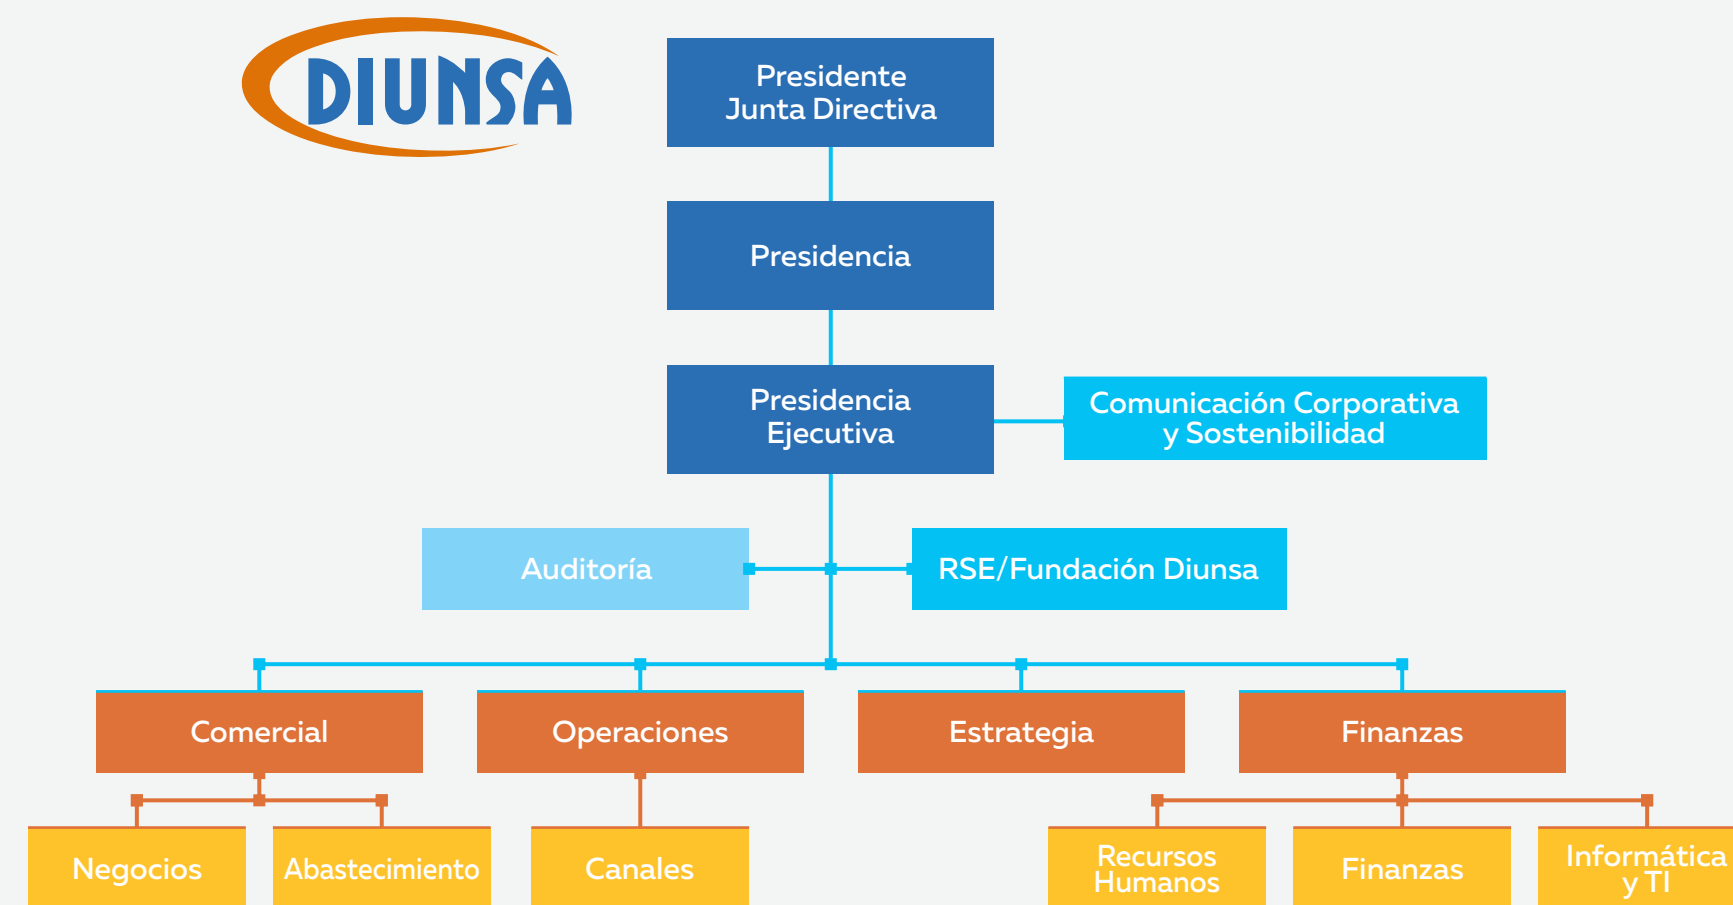 DIUNSA
Presidente
Junta Directiva
Presidencia
Presidencia
Ejecutiva
Comunicación Corporativa
y Sostenibilidad
Auditoría
RSE/Fundación Diunsa
Comercial
Operaciones
Estrategia
Finanzas
Negocios
Abastecimiento
Canales
Recursos
Humanos
Finanzas
Informática
y TI